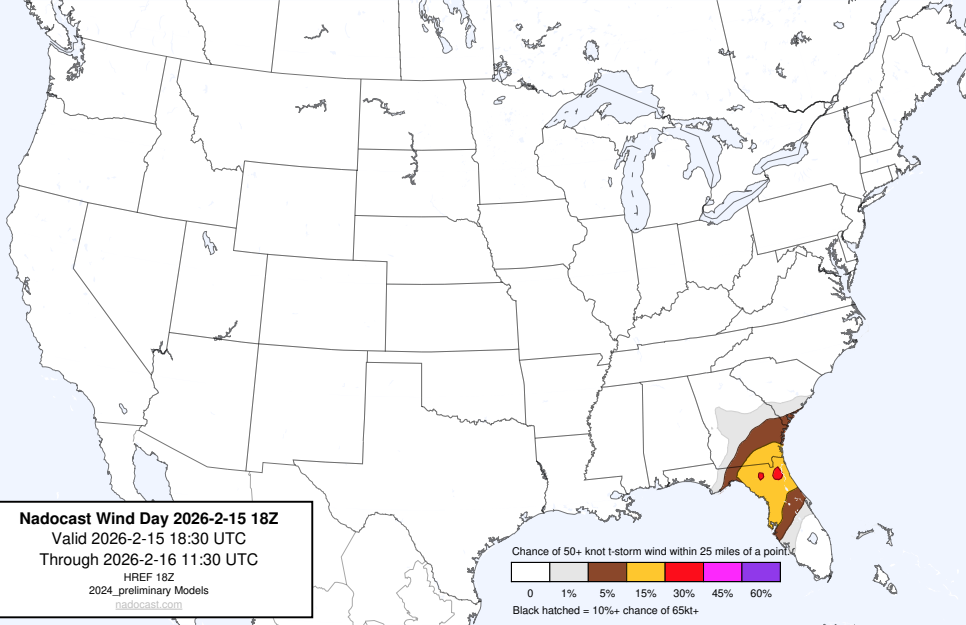 Nadocast Wind Day 2026-2-15 18Z
Valid 2026-2-15 18:30 UTC
Through 2026-2-16 11:30 UTC
HREF 18Z
2024_preliminary Models
nadocast.com
Chance of 50+ knot t-storm wind within 25 miles of a point.
0 1% 5% 15% 30% 45% 60%
Black hatched = 10%+ chance of 65kt+